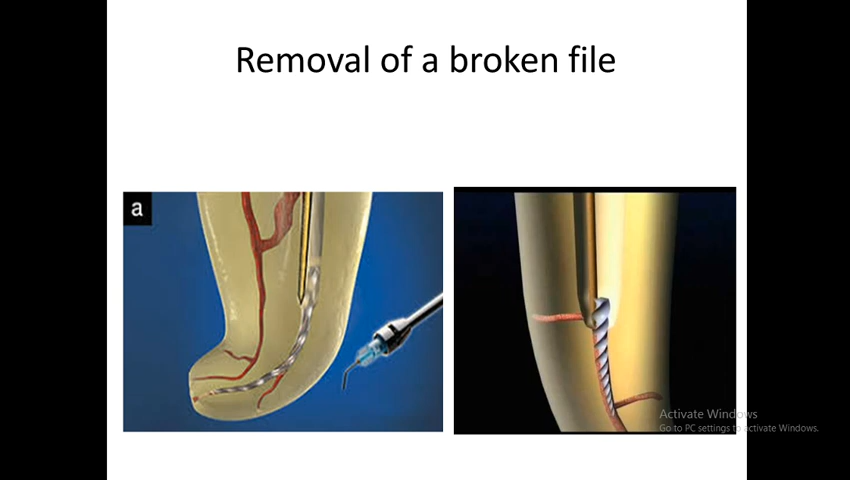 Removal of a broken file
a
Activate Windows
Go to PC settings to activate Windows.